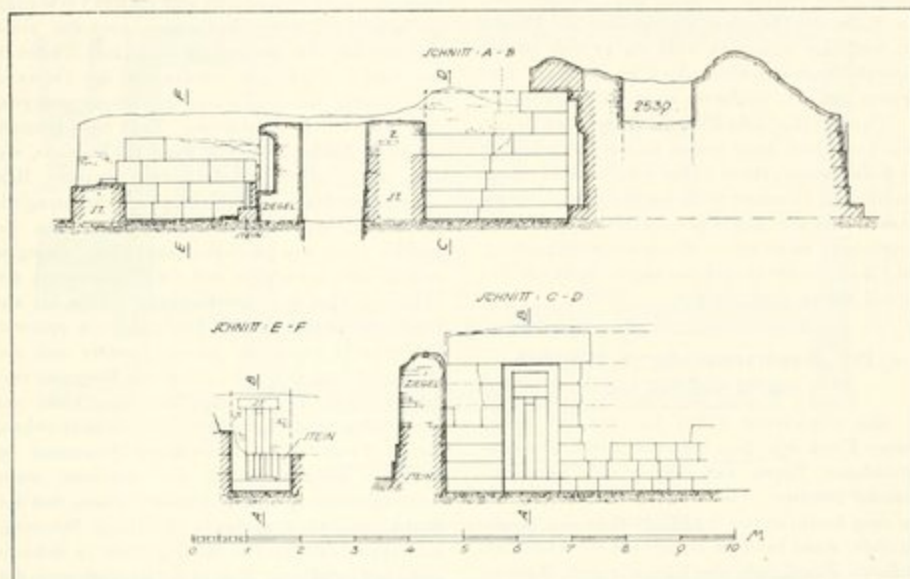 SCHNITT · A-B
D
F
2530
Z.
ST.
ZIEGEL
ST.
STEIN
E
C
SCHNITT · C-D
SCHNITT · E-F
B
B
ZIEGEL
STEIN
STEIN
FELS
A
A
0 1 2 3 4 5 6 7 8 9 10 M.